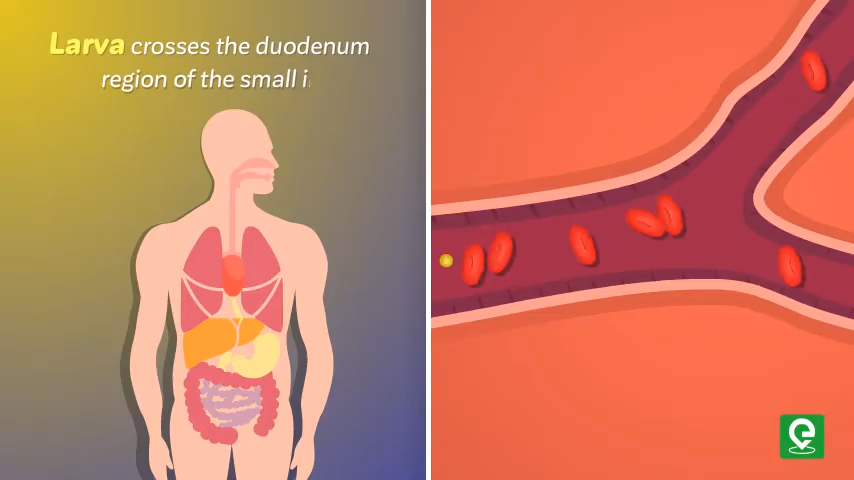 Larva crosses the duodenum
region of the small i